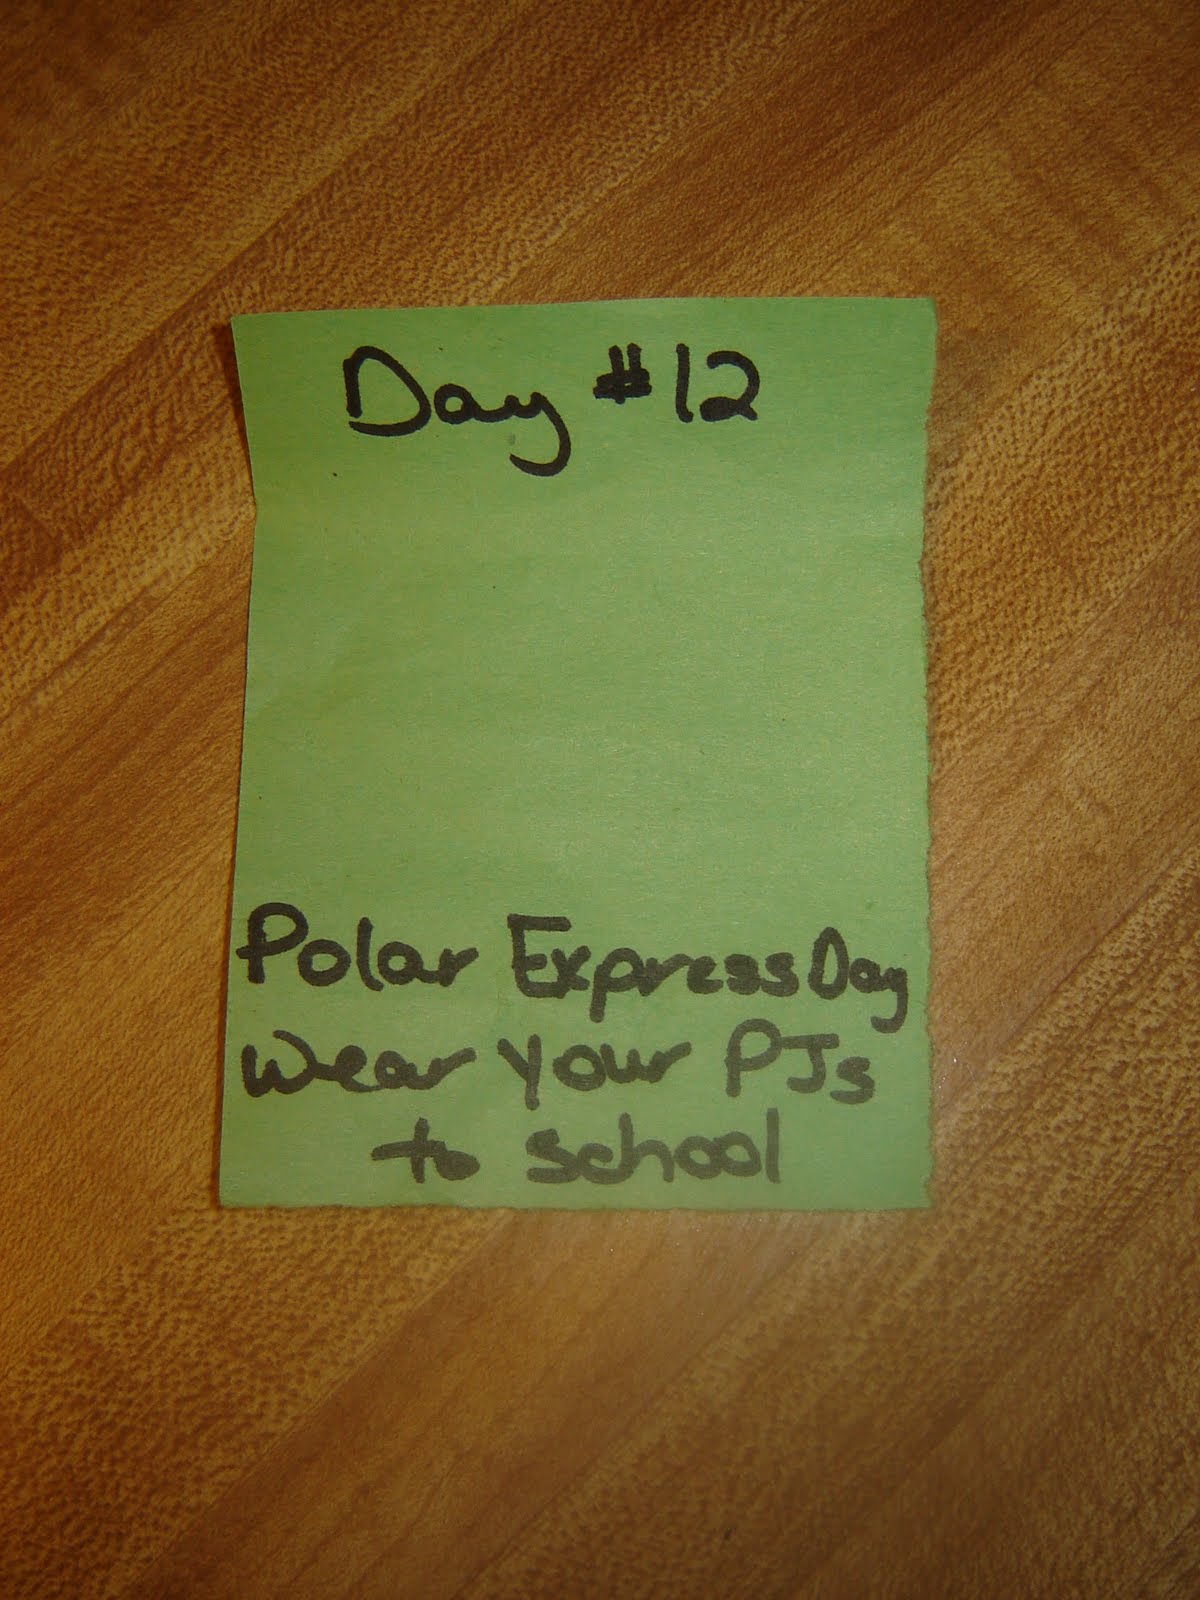 Day #12
Polar Express Day
Wear your PJs
to school